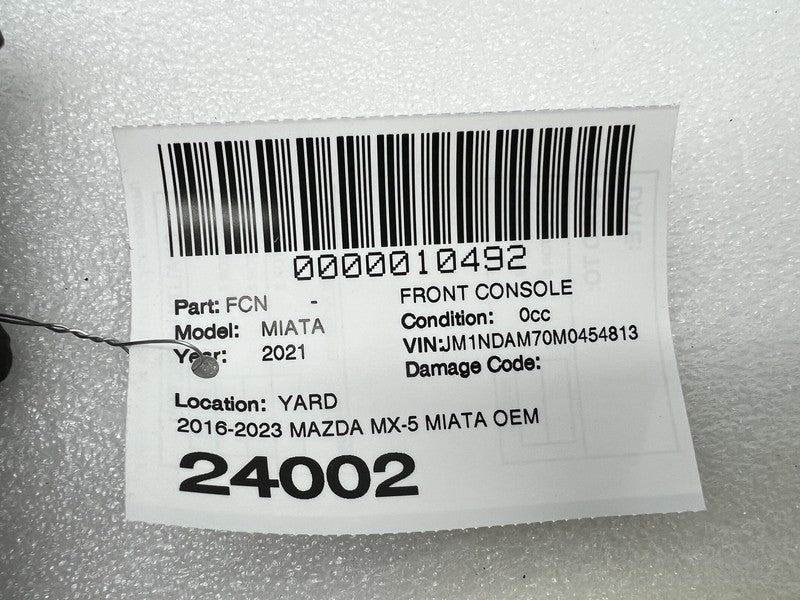 0000010492
Part: FCN - FRONT CONSOLE
Model: MIATA Condition: 0cc
Year: 2021 VIN:JM1NDAM70M0454813
Damage Code:
Location: YARD
2016-2023 MAZDA MX-5 MIATA OEM
24002